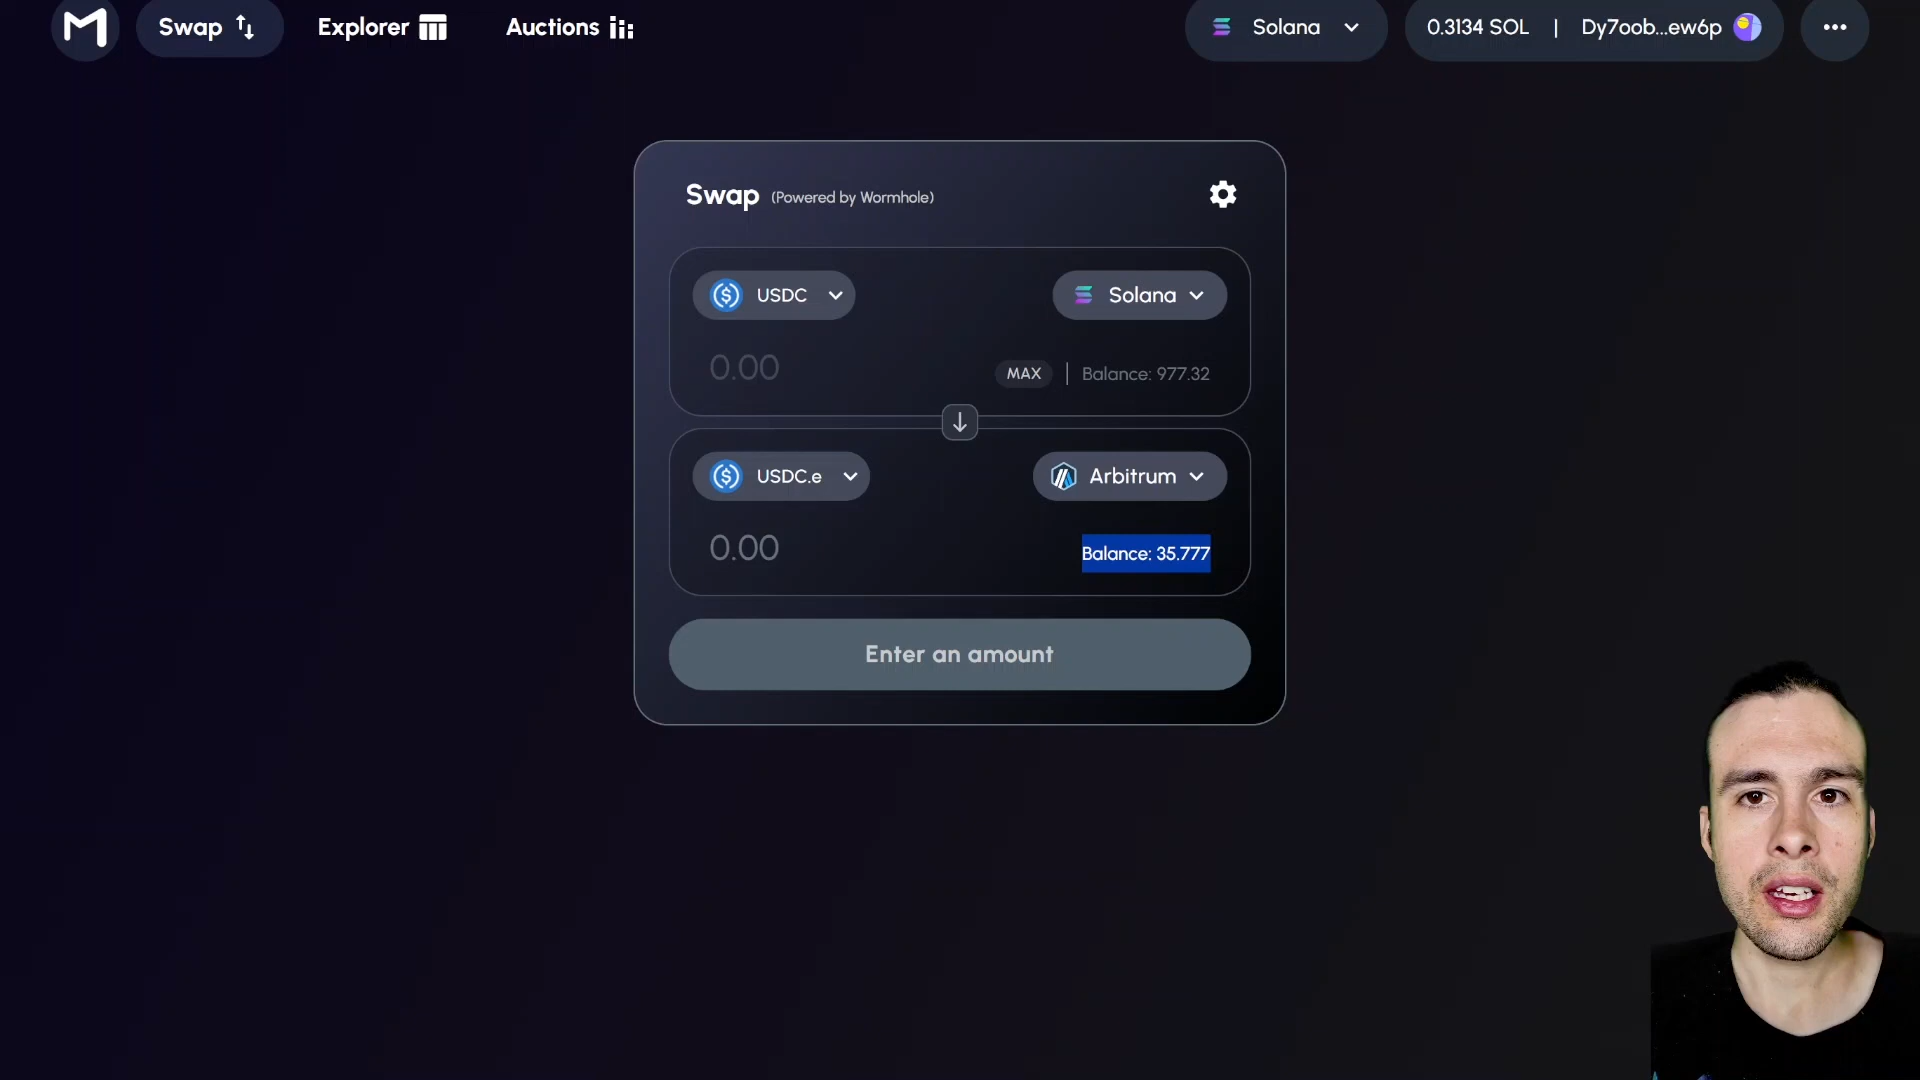 Swap
Explorer
Auctions
Solana
0.3134 SOL | Dy7oob...ew6p
Swap (Powered by Wormhole)
USDC
Solana
0.00
MAX | Balance: 977.32
USDC.e
Arbitrum
0.00
Balance: 35.777
Enter an amount